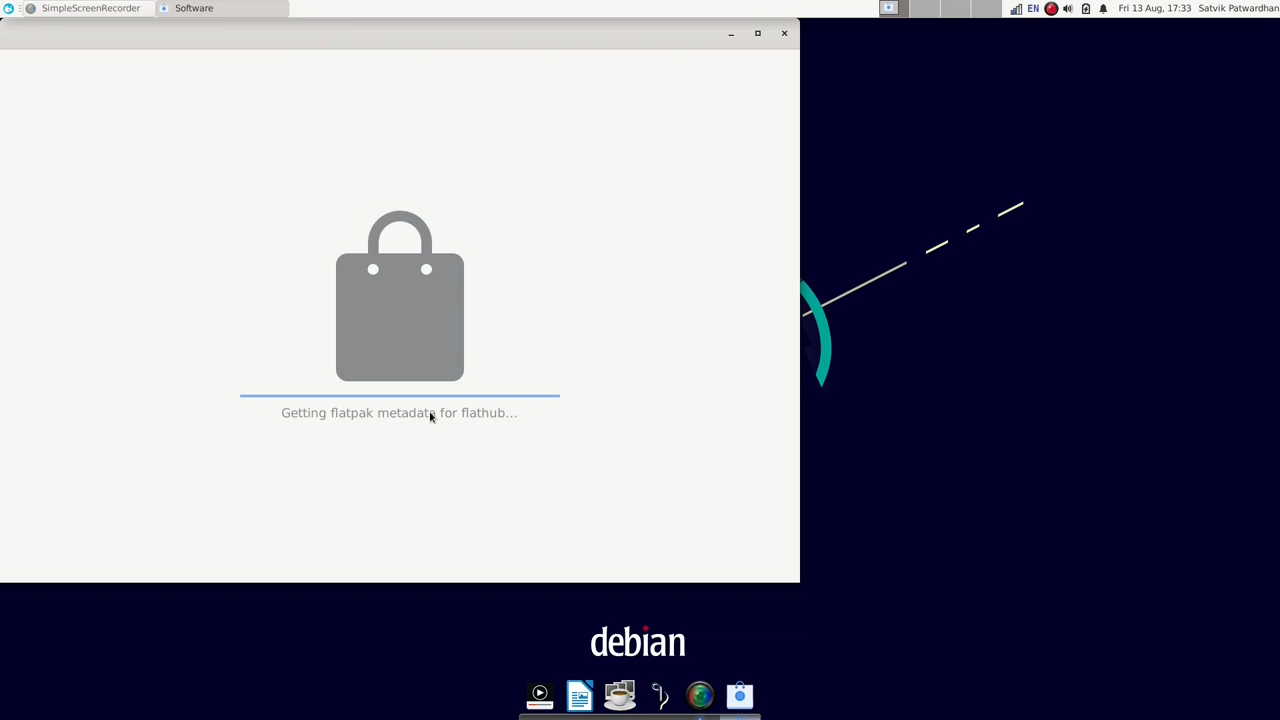 SimpleScreenRecorder
Software
EN
Fri 13 Aug, 17:33
Satvik Patwardhan
Getting flatpak metadata for flathub…
debian